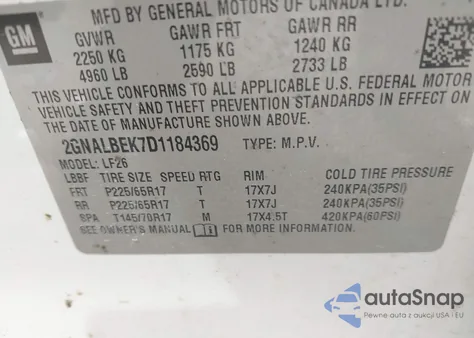 MFD BY GENERAL MOTORS OF CANADA LTD.
GM
GVWR GAWR FRT GAWR RR
2250 KG 1175 KG 1240 KG
4960 LB 2590 LB 2733 LB
THIS VEHICLE CONFORMS TO ALL APPLICABLE U.S. FEDERAL MOTOR
VEHICLE SAFETY AND THEFT PREVENTION STANDARDS IN EFFECT ON
THE DATE OF MANUFACTURE SHOWN ABOVE.
2GNALBEK7D1184369 TYPE: M.P.V.
MODEL: LF26
LBBF TIRE SIZE SPEED RTG RIM COLD TIRE PRESSURE
FRT P225/65R17 T 17X7J 240KPA(35PSI)
RR P225/65R17 T 17X7J 240KPA(35PSI)
SPA T145/70R17 M 17X4.5T 420KPA(60PSI)
SEE OWNER'S MANUAL FOR MORE INFORMATION.
autoSnap
Pewne auta z USA i EU